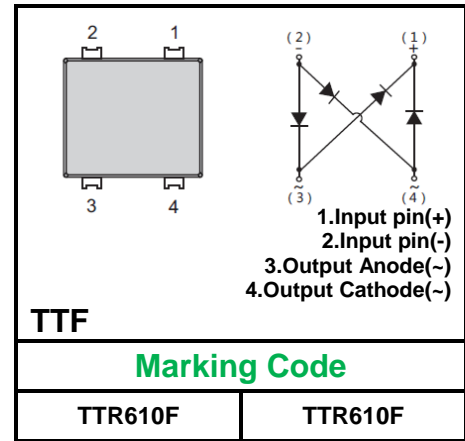 2 1
(2) (1)
- +
3 4
~ ~
(3) (4)
1.Input pin(+)
2.Input pin(-)
3.Output Anode(~)
4.Output Cathode(~)
TTF
Marking Code
TTR610F TTR610F